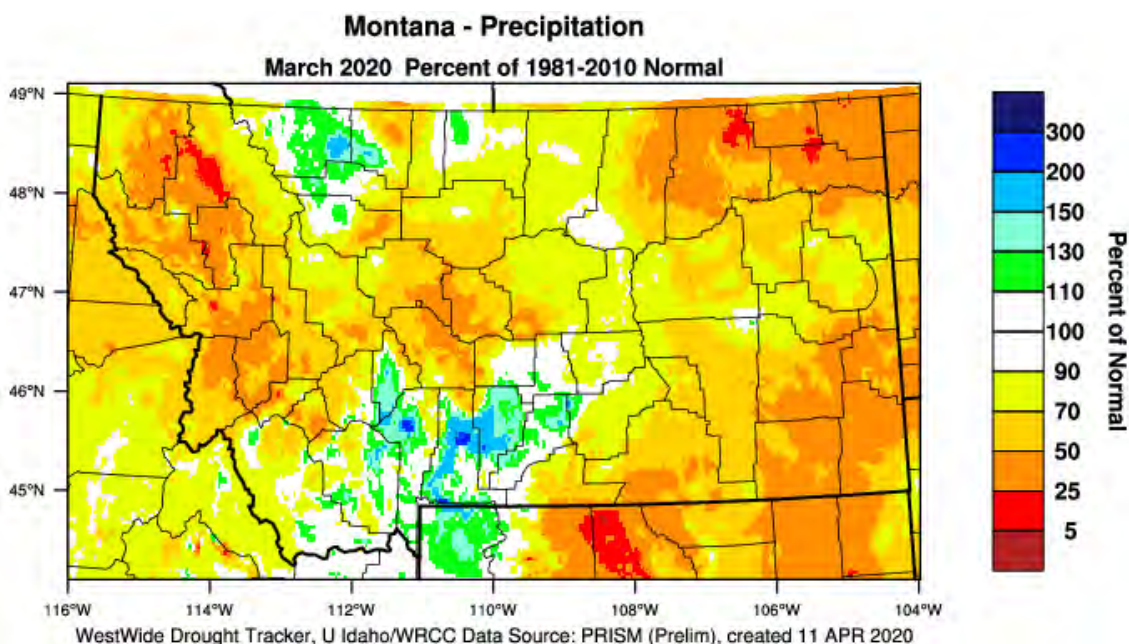 Montana - Precipitation
March 2020 Percent of 1981-2010 Normal
49°N
48°N
47°N
46°N
45°N
116°W 114°W 112°W 110°W 108°W 106°W 104°W
300
200
150
130
110
100
90
70
50
25
5
Percent of Normal
WestWide Drought Tracker, U Idaho/WRCC Data Source: PRISM (Prelim), created 11 APR 2020